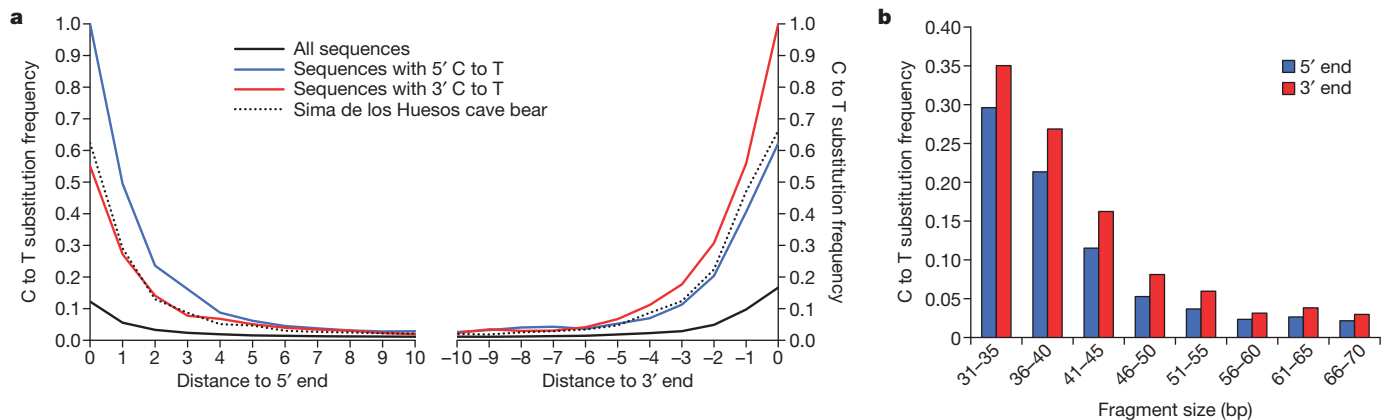 a
C to T substitution frequency
1.0
0.9
0.8
0.7
0.6
0.5
0.4
0.3
0.2
0.1
0.0
0 1 2 3 4 5 6 7 8 9 10
Distance to 5′ end
All sequences
Sequences with 5′ C to T
Sequences with 3′ C to T
Sima de los Huesos cave bear
–10 –9 –8 –7 –6 –5 –4 –3 –2 –1 0
Distance to 3′ end
1.0
0.9
0.8
0.7
0.6
0.5
0.4
0.3
0.2
0.1
0.0
C to T substitution frequency
b
C to T substitution frequency
0.40
0.35
0.30
0.25
0.20
0.15
0.10
0.05
0
5′ end
3′ end
31–35 36–40 41–45 46–50 51–55 56–60 61–65 66–70
Fragment size (bp)